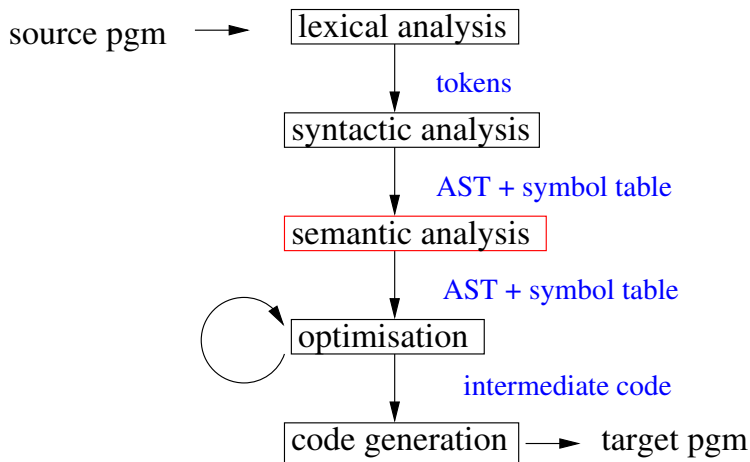 source pgm
lexical analysis
tokens
syntactic analysis
AST + symbol table
semantic analysis
AST + symbol table
optimisation
intermediate code
code generation
target pgm